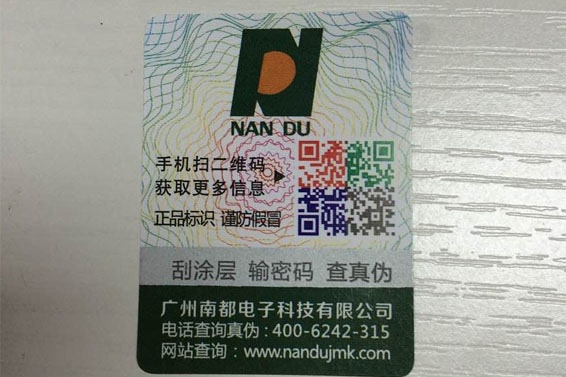 NAN DU
手机扫二维码
获取更多信息
正品标识 谨防假冒
刮涂层 输密码 查真伪
广州南都电子科技有限公司
电话查询真伪:400-6242-315
网站查询:www.nandujmk.com